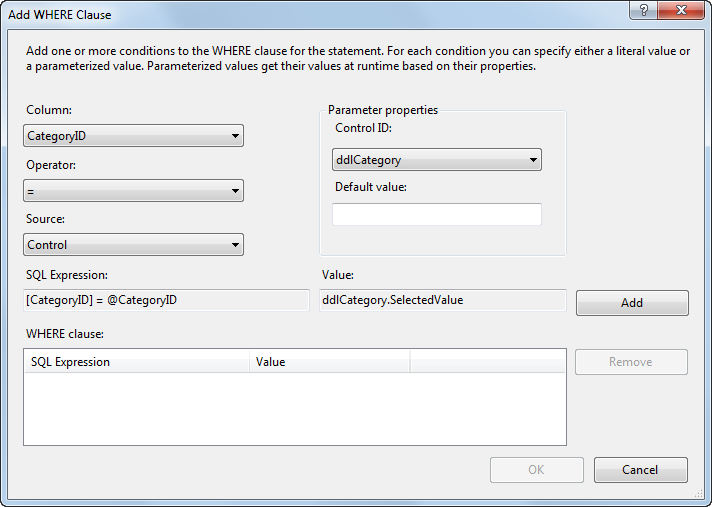 Add WHERE Clause
Add one or more conditions to the WHERE clause for the statement. For each condition you can specify either a literal value or
a parameterized value. Parameterized values get their values at runtime based on their properties.
Column:
CategoryID
Operator:
=
Source:
Control
Parameter properties
Control ID:
ddlCategory
Default value:
SQL Expression:
[CategoryID] = @CategoryID
Value:
ddlCategory.SelectedValue
Add
WHERE clause:
SQL Expression Value
Remove
OK Cancel